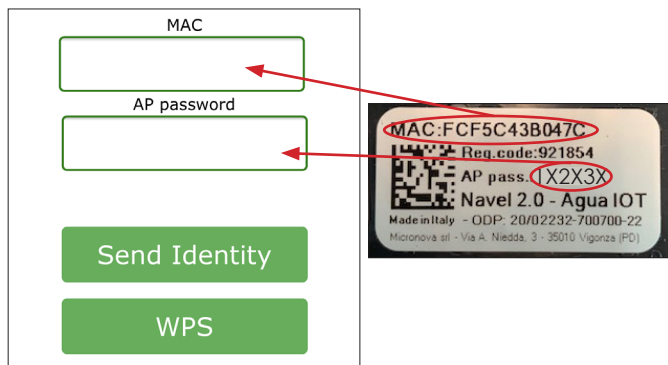 MAC
AP password
Send Identity
WPS
MAC:FCF5C43B047C
Reg.code:921854
AP pass. 1X2X3X
Navel 2.0 - Agua IOT
Made in Italy - ODP: 20/02232-700700-22
Micronova srl - Via A. Niedda, 3 - 35010 Vigonza (PD)